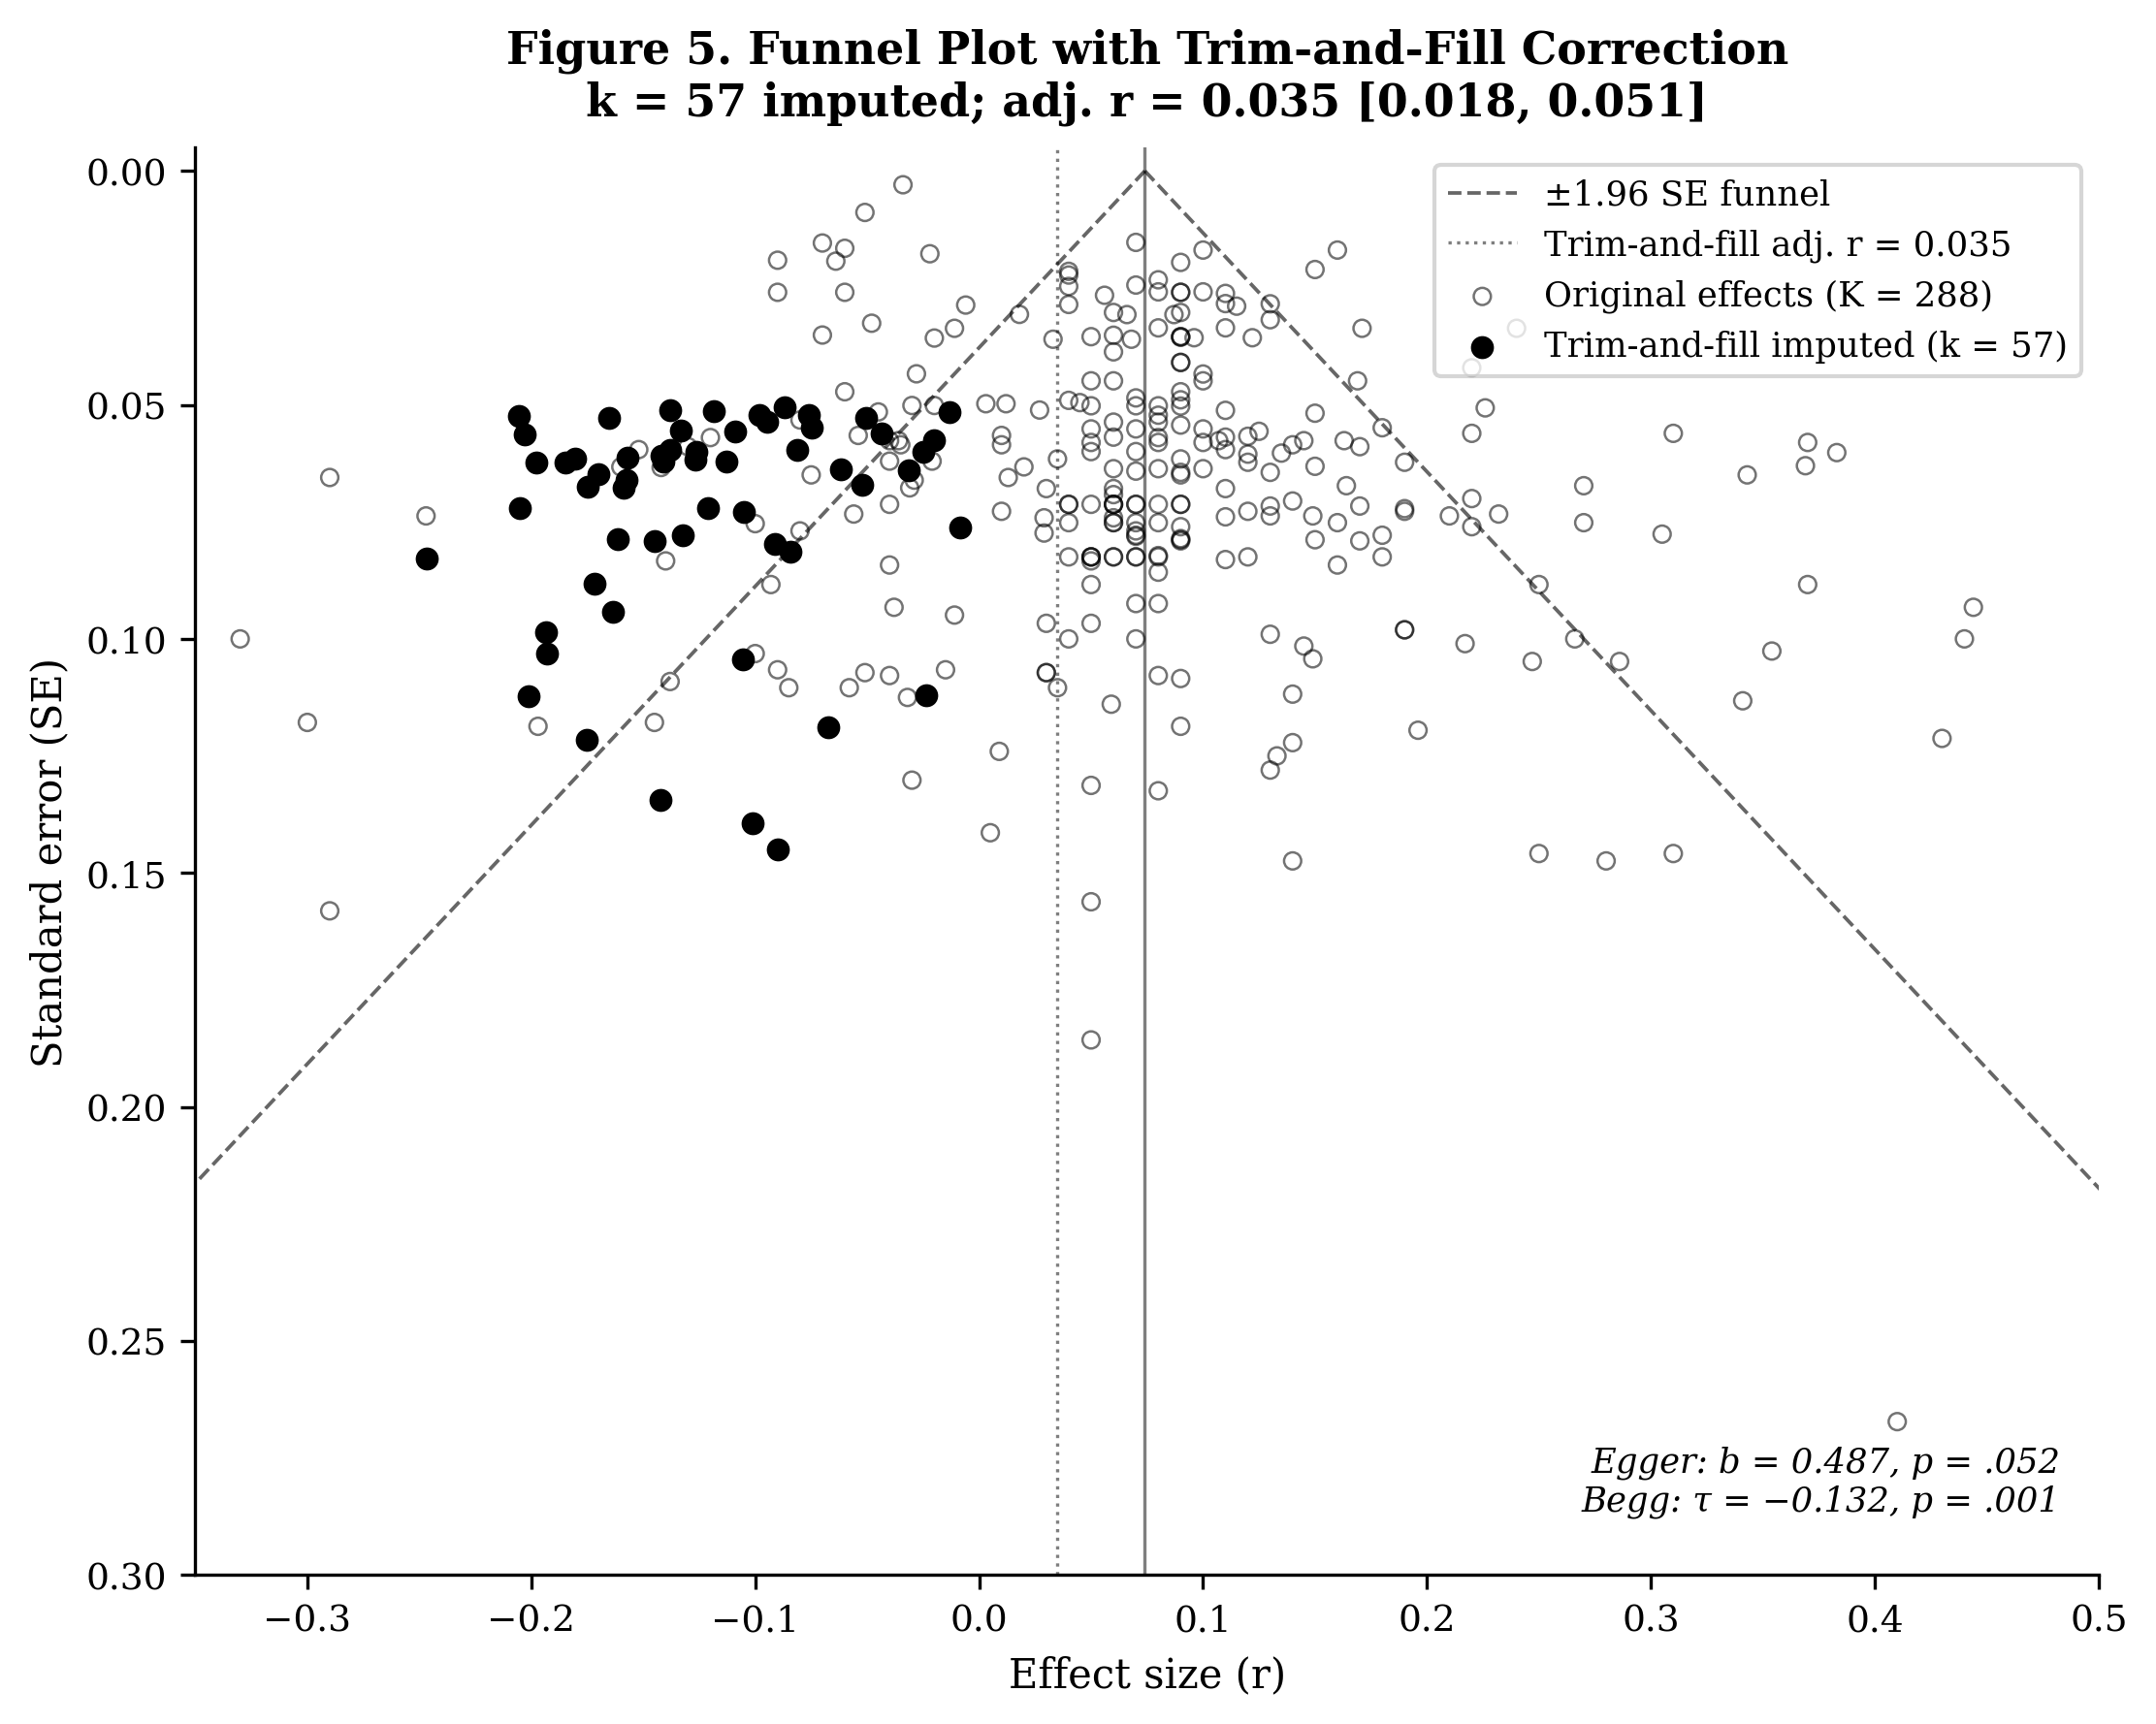 Figure 5. Funnel Plot with Trim-and-Fill Correction
k = 57 imputed; adj. r = 0.035 [0.018, 0.051]
±1.96 SE funnel
Trim-and-fill adj. r = 0.035
Original effects (K = 288)
Trim-and-fill imputed (k = 57)
Standard error (SE)
0.00
0.05
0.10
0.15
0.20
0.25
0.30
Egger: b = 0.487, p = .052
Begg: τ = −0.132, p = .001
−0.3
−0.2
−0.1
0.0
0.1
0.2
0.3
0.4
0.5
Effect size (r)